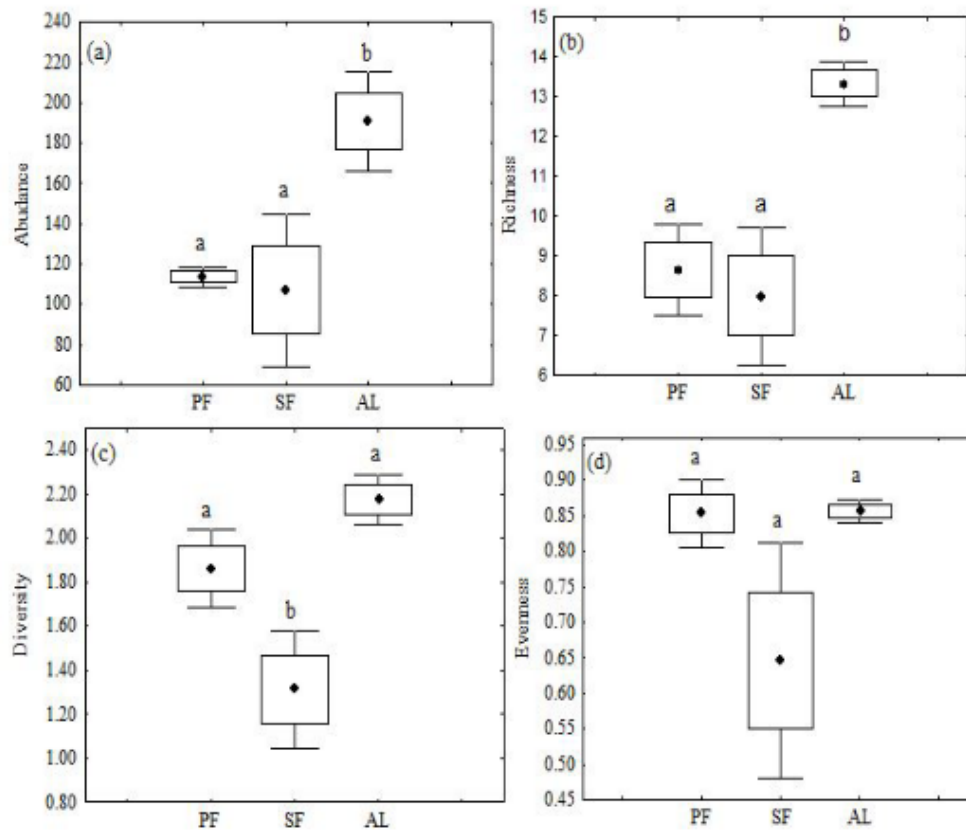 (a)
Abudance
240
220
200
180
160
140
120
100
80
60
a
a
b
PF SF AL
(b)
Richness
15
14
13
12
11
10
9
8
7
6
a
a
b
PF SF AL
(c)
Diversity
2.40
2.20
2.00
1.80
1.60
1.40
1.20
1.00
0.80
a
b
a
PF SF AL
(d)
Evenness
0.95
0.90
0.85
0.80
0.75
0.70
0.65
0.60
0.55
0.50
0.45
a
a
a
PF SF AL